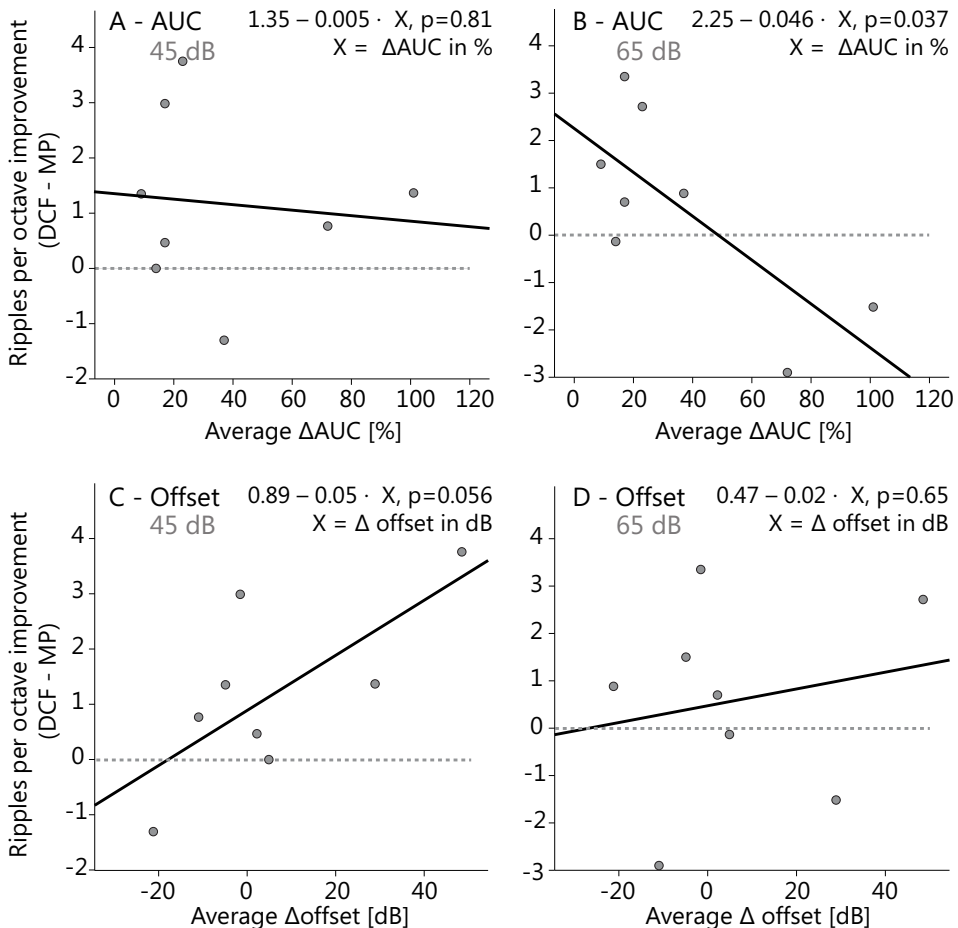 A - AUC 1.35 – 0.005 · X, p=0.81
45 dB X = ΔAUC in %
4
3
2
1
0
-1
-2
0 20 40 60 80 100 120
Average ΔAUC [%]
Ripples per octave improvement
(DCF - MP)
B - AUC 2.25 – 0.046 · X, p=0.037
65 dB X = ΔAUC in %
4
3
2
1
0
-1
-2
-3
0 20 40 60 80 100 120
Average ΔAUC [%]
C - Offset 0.89 – 0.05 · X, p=0.056
45 dB X = Δ offset in dB
4
3
2
1
0
-1
-2
-20 0 20 40
Average Δoffset [dB]
Ripples per octave improvement
(DCF - MP)
D - Offset 0.47 – 0.02 · X, p=0.65
65 dB X = Δ offset in dB
4
3
2
1
0
-1
-2
-3
-20 0 20 40
Average Δ offset [dB]